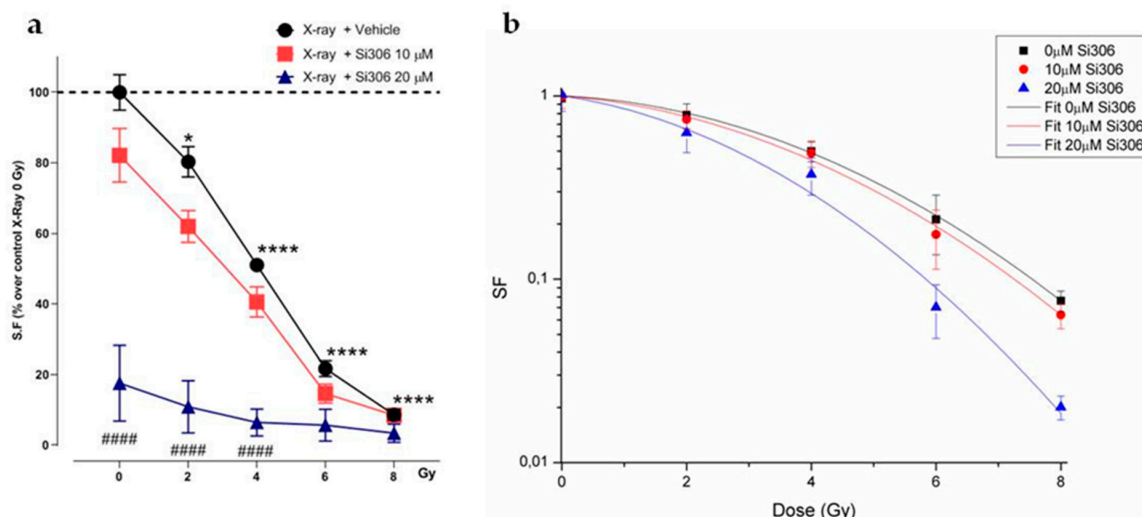 a
X-ray + Vehicle
X-ray + Si306 10 μM
X-ray + Si306 20 μM
S.F (% over control X-Ray 0 Gy)
100
80
60
40
20
0
*
****
****
****
####
####
####
0 2 4 6 Gy 8
b
0μM Si306
10μM Si306
20μM Si306
Fit 0μM Si306
Fit 10μM Si306
Fit 20μM Si306
SF
1
0,1
0,01
0 2 4 6 8
Dose (Gy)